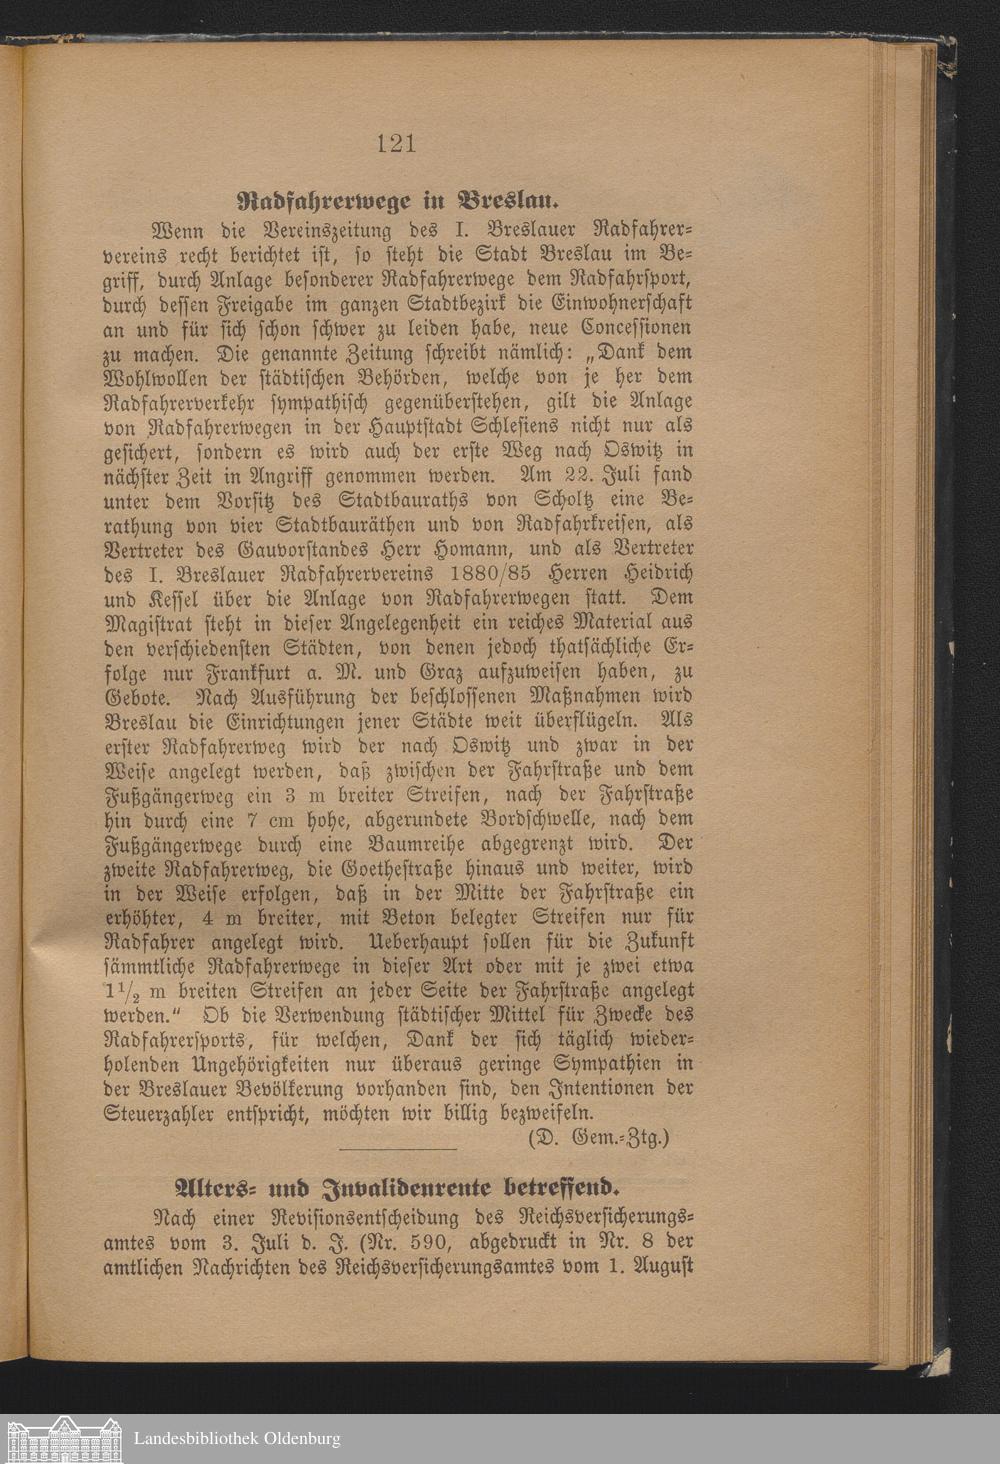 121
Radfahrerwege in Breslau.
Wenn die Vereinszeitung des I. Breslauer Radfahrer-
vereins recht berichtet ist, so steht die Stadt Breslau im Be-
griff, durch Anlage besonderer Radfahrerwege dem Radfahrsport,
durch dessen Freigabe im ganzen Stadtbezirk die Einwohnerschaft
an und für sich schon schwer zu leiden habe, neue Concessionen
zu machen. Die genannte Zeitung schreibt nämlich: „Dank dem
Wohlwollen der städtischen Behörden, welche von je her dem
Radfahrerverkehr sympathisch gegenüberstehen, gilt die Anlage
von Radfahrerwegen in der Hauptstadt Schlesiens nicht nur als
gesichert, sondern es wird auch der erste Weg nach Oswitz in
nächster Zeit in Angriff genommen werden. Am 22. Juli fand
unter dem Vorsitz des Stadtbauraths von Scholtz eine Be-
rathung von vier Stadtbauräthen und von Radfahrkreisen, als
Vertreter des Gauvorstandes Herr Homann, und als Vertreter
des I. Breslauer Radfahrervereins 1880/85 Herren Heidrich
und Kessel über die Anlage von Radfahrerwegen statt. Dem
Magistrat steht in dieser Angelegenheit ein reiches Material aus
den verschiedensten Städten, von denen jedoch thatsächliche Er-
folge nur Frankfurt a. M. und Graz aufzuweisen haben, zu
Gebote. Nach Ausführung der beschlossenen Maßnahmen wird
Breslau die Einrichtungen jener Städte weit überflügeln. Als
erster Radfahrerweg wird der nach Oswitz und zwar in der
Weise angelegt werden, daß zwischen der Fahrstraße und dem
Fußgängerweg ein 3 m breiter Streifen, nach der Fahrstraße
hin durch eine 7 cm hohe, abgerundete Bordschwelle, nach dem
Fußgängerwege durch eine Baumreihe abgegrenzt wird. Der
zweite Radfahrerweg, die Goethestraße hinaus und weiter, wird
in der Weise erfolgen, daß in der Mitte der Fahrstraße ein
erhöhter, 4 m breiter, mit Beton belegter Streifen nur für
Radfahrer angelegt wird. Ueberhaupt sollen für die Zukunft
sämmtliche Radfahrerwege in dieser Art oder mit je zwei etwa
1 1/2 m breiten Streifen an jeder Seite der Fahrstraße angelegt
werden." Ob die Verwendung städtischer Mittel für Zwecke des
Radfahrersports, für welchen, Dank der sich täglich wieder-
holenden Ungehörigkeiten nur überaus geringe Sympathien in
der Breslauer Bevölkerung vorhanden sind, den Intentionen der
Steuerzahler entspricht, möchten wir billig bezweifeln.
(D. Gem.-Ztg.)
Alters- und Invalidenrente betreffend.
Nach einer Revisionsentscheidung des Reichsversicherungs-
amtes vom 3. Juli d. J. (Nr. 590, abgedruckt in Nr. 8 der
amtlichen Nachrichten des Reichsversicherungsamtes vom 1. August
Landesbibliothek Oldenburg